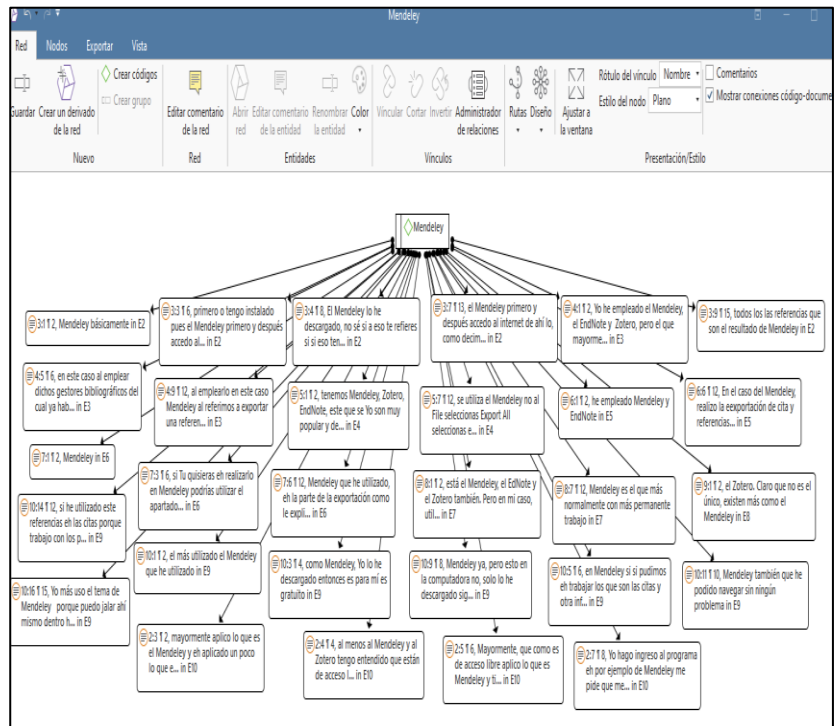 Mendeley
Red Nodos Exportar Vista
Guardar
Crear un derivado
de la red
Crear códigos
Crear grupo
Nuevo
Editar comentario
de la red
Red
Abrir
red
Editar comentario
de la entidad
Renombrar
la entidad
Color
Entidades
Vincular
Cortar
Invertir
Administrador
de relaciones
Vínculos
Rutas
Diseño
Ajustar a
la ventana
Rótulo del vínculo Nombre
Estilo del nodo Plano
Comentarios
Mostrar conexiones código-docume
Presentación/Estilo
Mendeley
3:1 ¶ 2, Mendeley básicamente in E2
3:3 ¶ 6, primero o tengo instalado
pues el Mendeley primero y después
accedo al... in E2
3:4 ¶ 8, El Mendeley lo he
descargado, no sé si a eso te refieres
si si eso ten... in E2
3:7 ¶ 13, el Mendeley primero y
después accedo al internet de ahí lo,
como decim... in E2
4:1 ¶ 2, Yo he empleado el Mendeley,
el EndNote y Zotero, pero el que
mayorme... in E3
3:9 ¶ 15, todos los las referencias que
son el resultado de Mendeley in E2
4:5 ¶ 6, en este caso al emplear
dichos gestores bibliográficos del
cual ya hab... in E3
4:9 ¶ 12, al emplearlo en este caso
Mendeley al referimos a exportar
una referen... in E3
5:1 ¶ 2, tenemos Mendeley, Zotero,
EndNote, este que se Yo son muy
popular y de... in E4
5:7 ¶ 12, se utiliza el Mendeley no al
File seleccionas Export All
seleccionas e... in E4
6:1 ¶ 2, he empleado Mendeley y
EndNote in E5
6:6 ¶ 12, En el caso del Mendeley,
realizo la eexportación de cita y
referencias... in E5
7:1 ¶ 2, Mendeley in E6
7:3 ¶ 6, si Tu quisieras eh realizarlo
en Mendeley podrías utilizar el
apartado... in E6
7:6 ¶ 12, Mendeley que he utilizado,
eh la parte de la exportación como
le expli... in E6
8:1 ¶ 2, está el Mendeley, el EdNote y
el Zotero también. Pero en mi caso,
util... in E7
8:7 ¶ 12, Mendeley es el que más
normalmente con más permanente
trabajo in E7
9:1 ¶ 2, el Zotero. Claro que no es el
único, existen más como el
Mendeley in E8
10:14 ¶ 12, si he utilizado este
referencias eh las citas porque
trabajo con los p... in E9
10:1 ¶ 2, el más utilizado el Mendeley
que he utilizado in E9
10:3 ¶ 4, como Mendeley, Yo lo he
descargado entonces es para mí es
gratuito in E9
10:9 ¶ 8, Mendeley ya, pero esto en
la computadora no, solo lo he
descargado sig... in E9
10:5 ¶ 6, en Mendeley si si pudimos
eh trabajar los que son las citas y
otra inf... in E9
10:11 ¶ 10, Mendeley también que he
podido navegar sin ningún
problema in E9
10:16 ¶ 15, Yo más uso el tema de
Mendeley porque puedo jalar ahí
mismo dentro h... in E9
2:3 ¶ 2, mayormente aplico lo que es
el Mendeley y eh aplicado un poco
lo que e... in E10
2:4 ¶ 4, al menos al Mendeley y al
Zotero tengo entendido que están
de acceso l... in E10
2:5 ¶ 6, Mayormente, que como es
de acceso libre aplico lo que es
Mendeley y ti... in E10
2:7 ¶ 8, Yo hago ingreso al programa
eh por ejemplo de Mendeley me
pide que me... in E10